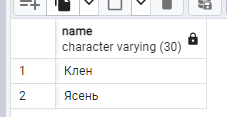 name
character varying (30)
1 Клен
2 Ясень